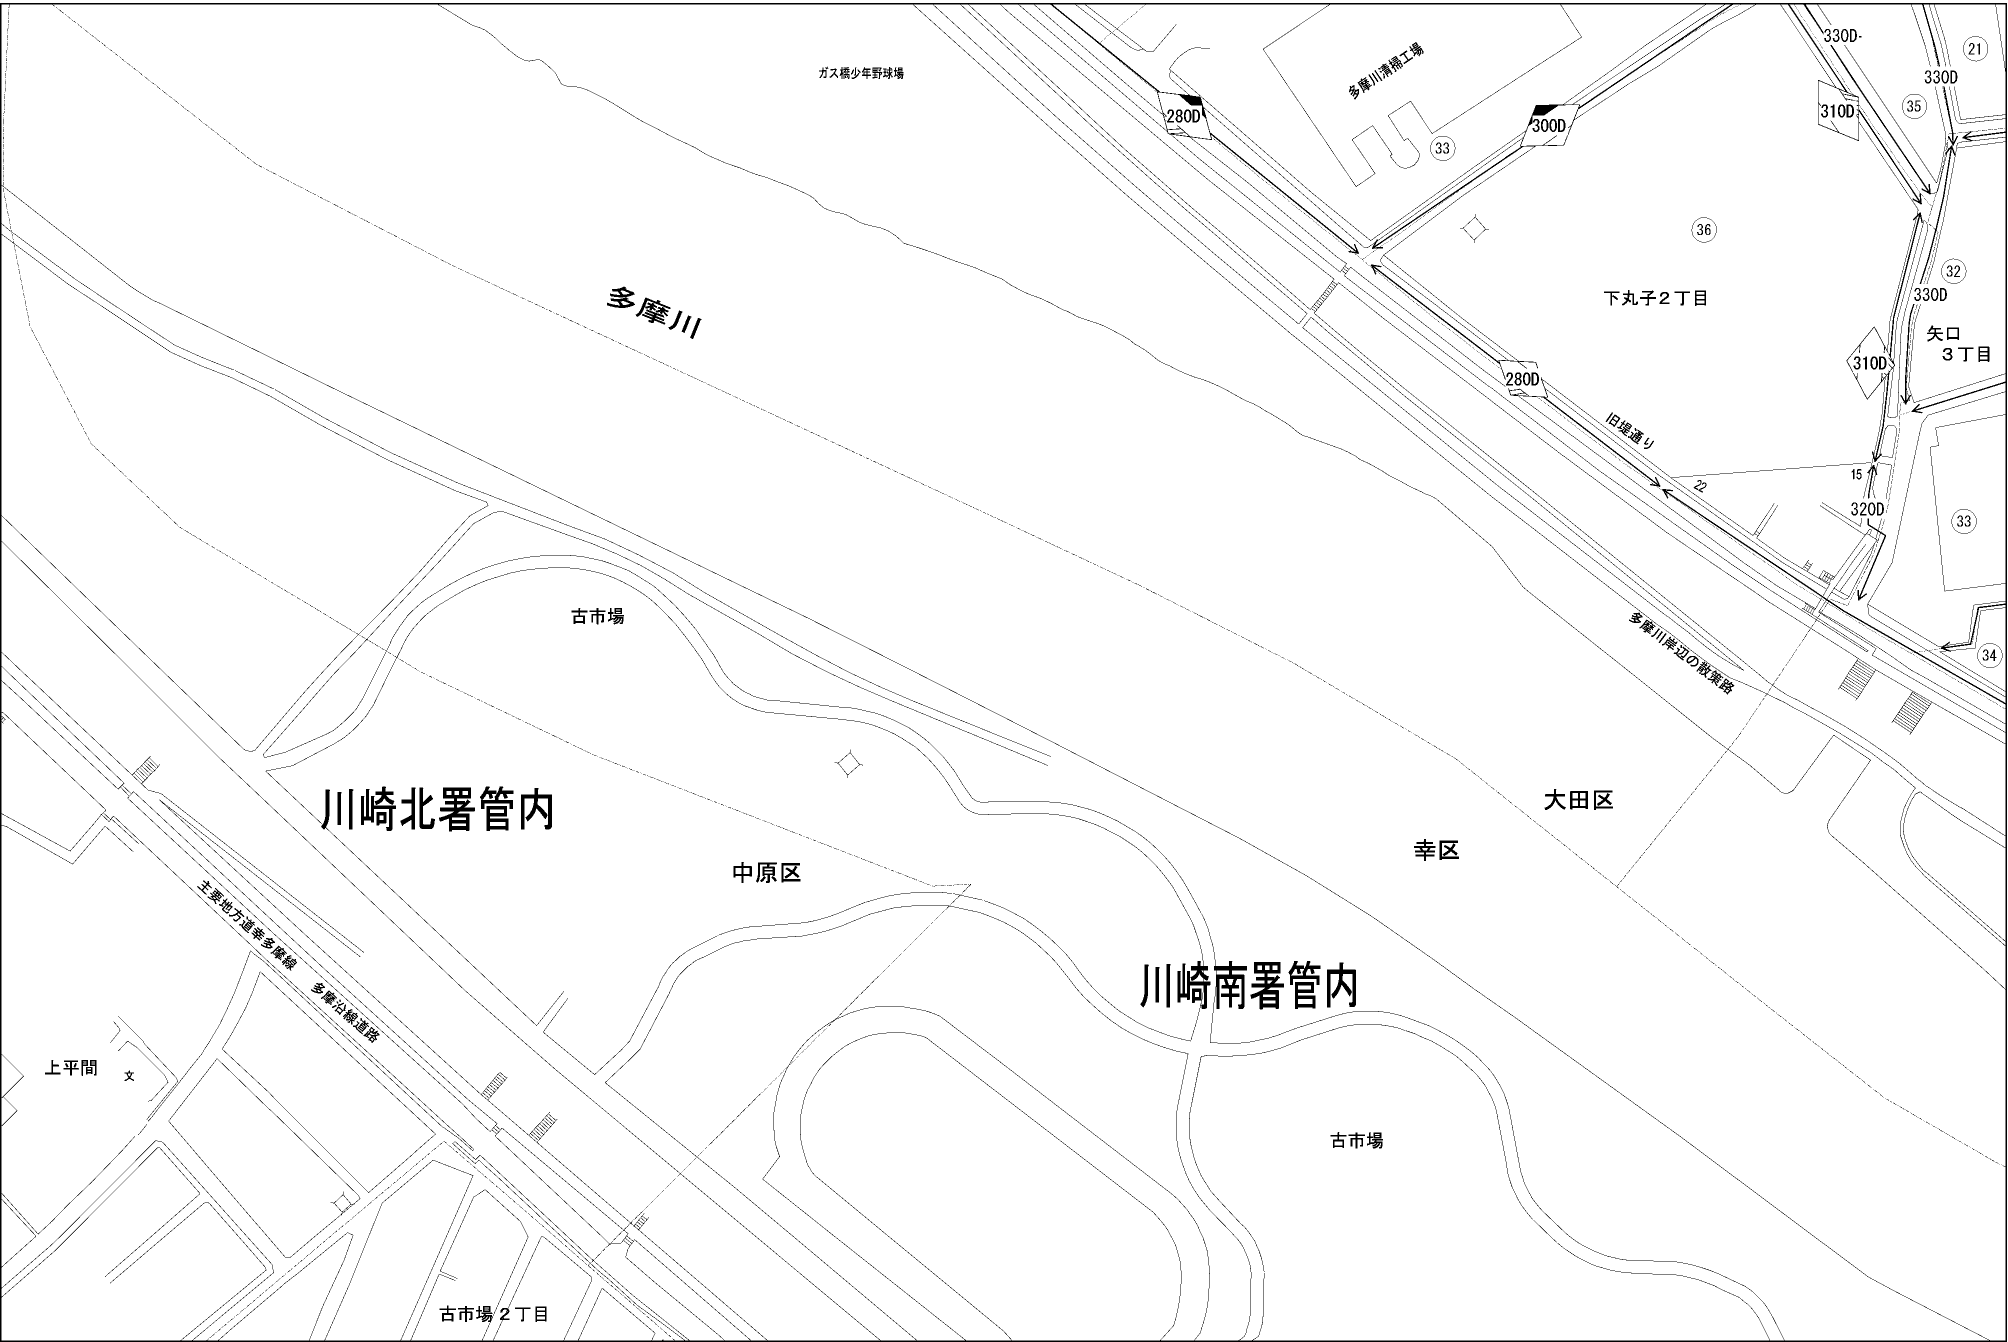 ガス橋少年野球場
多摩川清掃工場
330D
21
330D
35
310D
280D
300D
33
36
32
下丸子２丁目
330D
多摩川
矢口
３丁目
310D
280D
旧堤通り
15
22
320D
33
古市場
多摩川岸辺の散策路
34
川崎北署管内
大田区
幸区
中原区
主要地方道幸多摩線
川崎南署管内
多摩沿線道路
上平間
文
古市場
古市場２丁目